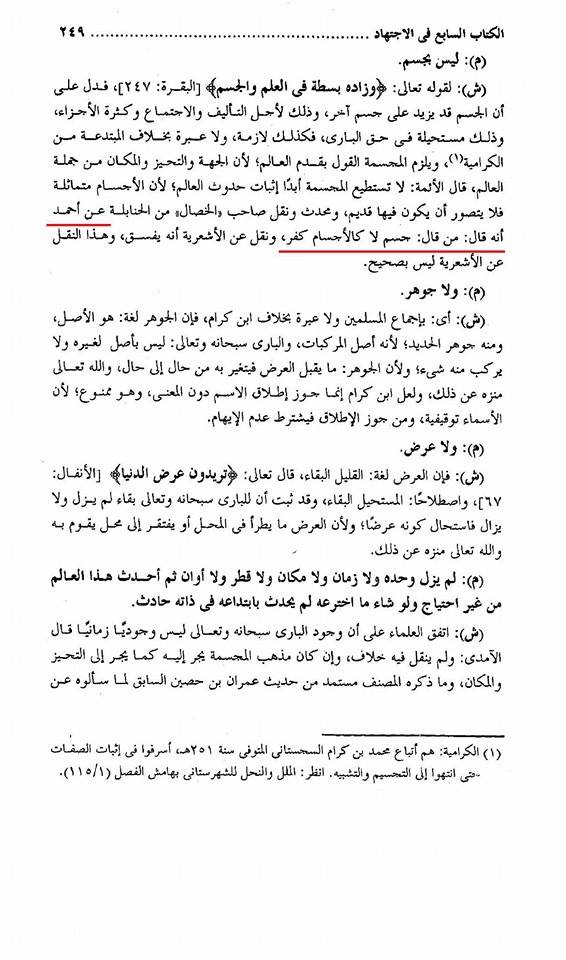 الكتاب السابع فى الاجتهاد ........................................................ ٢٤٩
(م): ليس بجسم.
(ش): لقوله تعالى: ﴿وزاده بسطة فى العلم والجسم﴾ [البقرة: ٢٤٧]، فدل على
أن الجسم قد يزيد على جسم آخر، وذلك لأجل التأليف والاجتماع وكثرة الأجزاء،
وذلك مستحيلة فى حق البارى، فكذلك لازمة، ولا عبرة بخلاف المبتدعة من
الكرامية(١)، ويلزم المجسمة القول بقدم العالم؛ لأن الجهة والتحيز والمكان من جملة
العالم، قال الأئمة: لا تستطيع المجسمة أبدًا إثبات حدوث العالم؛ لأن الأجسام متماثلة
فلا يتصور أن يكون فيها قديم، ومحدث ونقل صاحب «الخصال» من الحنابلة عن أحمد
أنه قال: من قال: جسم لا كالأجسام كفر، ونقل عن الأشعرية أنه يفسق، وهذا النقل
عن الأشعرية ليس بصحيح.
(م): ولا جوهر.
(ش): أى: بإجماع المسلمين ولا عبرة بخلاف ابن كرام، فإن الجوهر لغة: هو الأصل،
ومنه جوهر الحديد؛ لأنه أصل المركبات، والبارى سبحانه وتعالى: ليس بأصل لغيره ولا
يركب منه شىء؛ ولأن الجوهر: ما يقبل العرض فيتغير به من حال إلى حال، والله تعالى
منزه عن ذلك، ولعل ابن كرام إنما جوز إطلاق الاسم دون المعنى، وهو ممنوع؛ لأن
الأسماء توقيفية، ومن جوز الإطلاق فيشترط عدم الإيهام.
(م): ولا عرض.
(ش): فإن العرض لغة: القليل البقاء، قال تعالى: ﴿تريدون عرض الدنيا﴾ [الأنفال:
٦٧]، واصطلاحًا: المستحيل البقاء، وقد ثبت أن للبارى سبحانه وتعالى بقاء لم يزل ولا
يزال فاستحال كونه عرضًا؛ ولأن العرض ما يطرأ فى المحل أو يفتقر إلى محل يقوم به
والله تعالى منزه عن ذلك.
(م): لم يزل وحده ولا زمان ولا مكان ولا قطر ولا أوان ثم أحدث هذا العالم
من غير احتياج ولو شاء ما اخترعه لم يحدث بابتداعه فى ذاته حادث.
(ش): اتفق العلماء على أن وجود البارى سبحانه وتعالى ليس وجوديًا زمانيًا قال
الآمدى: ولم ينقل فيه خلاف، وإن كان مذهب المجسمة يجر إليه كما يجر إلى التحيز
والمكان، وما ذكره المصنف مستمد من حديث عمران بن حصين السابق لما سألوه عن
(١) الكرامية: هم أتباع محمد بن كرام السجستانى المتوفى سنة ٢٥١هـ، أسرفوا فى إثبات الصفات
حتى انتهوا إلى التجسيم والتشبيه. انظر: الملل والنحل للشهرستانى بهامش الفصل (١١٥/١).